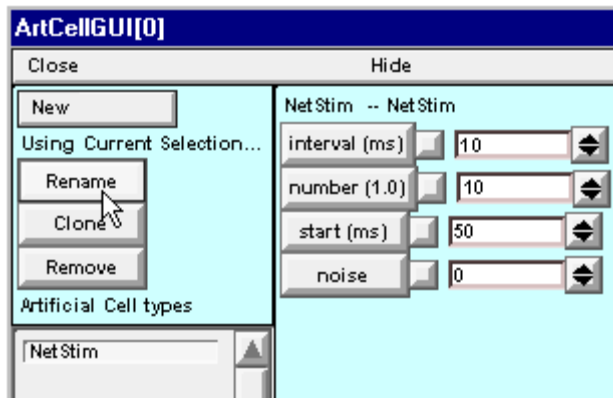 ArtCellGUI[0]
Close Hide
New
Using Current Selection...
Rename
Clone
Remove
Artificial Cell types
NetStim
NetStim -- NetStim
interval (ms) 10
number (1.0) 10
start (ms) 50
noise 0